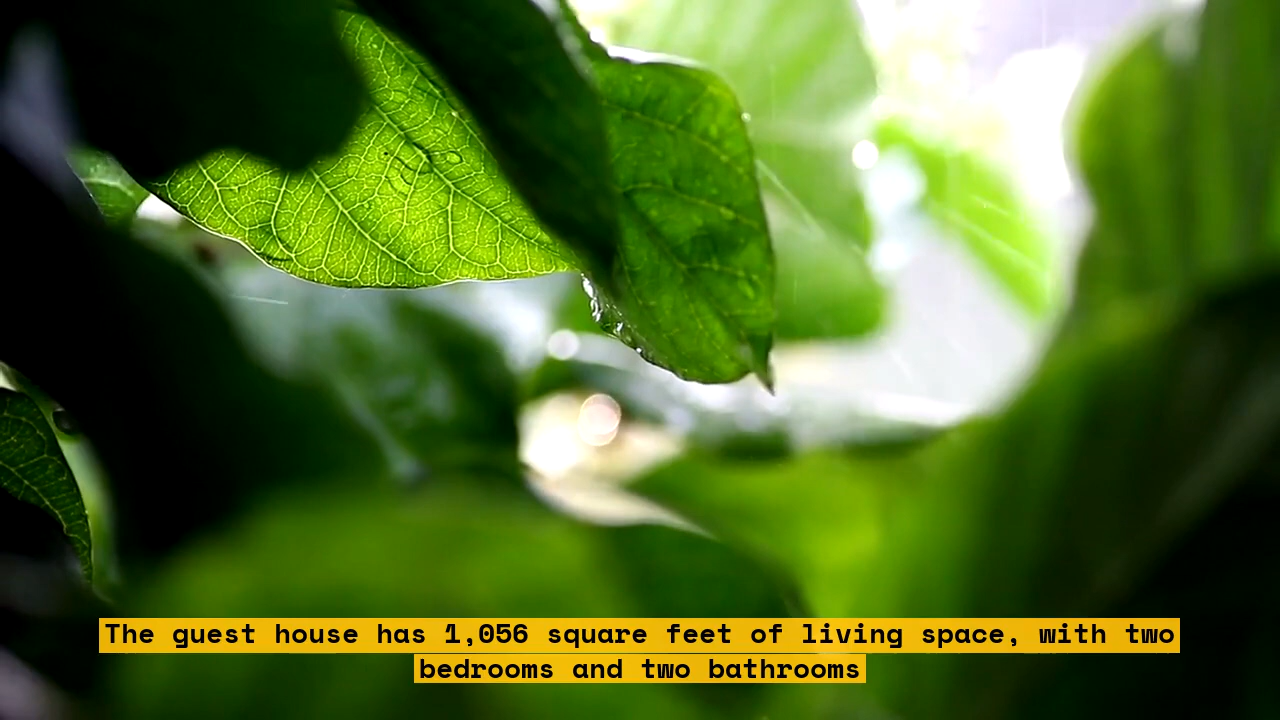 The guest house has 1,056 square feet of living space, with two
bedrooms and two bathrooms